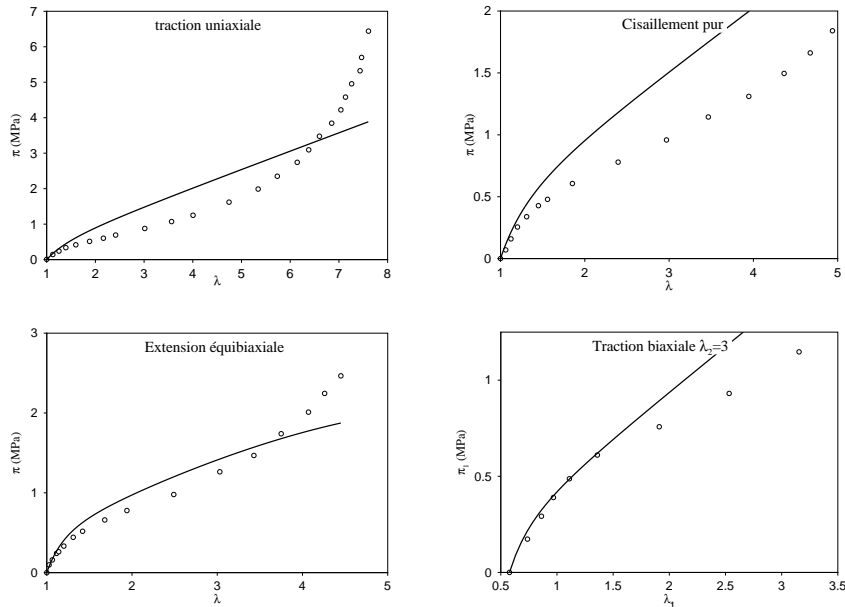 traction uniaxiale
7
6
5
4
3
2
1
0
π (MPa)
1 2 3 4 5 6 7 8
λ
Cisaillement pur
2
1.5
1
0.5
0
π (MPa)
1 2 3 4 5
λ
Extension équibiaxiale
3
2
1
0
π (MPa)
1 2 3 4 5
λ
Traction biaxiale λ₂=3
1
0.5
0
π₁ (MPa)
0.5 1 1.5 2 2.5 3 3.5
λ₁